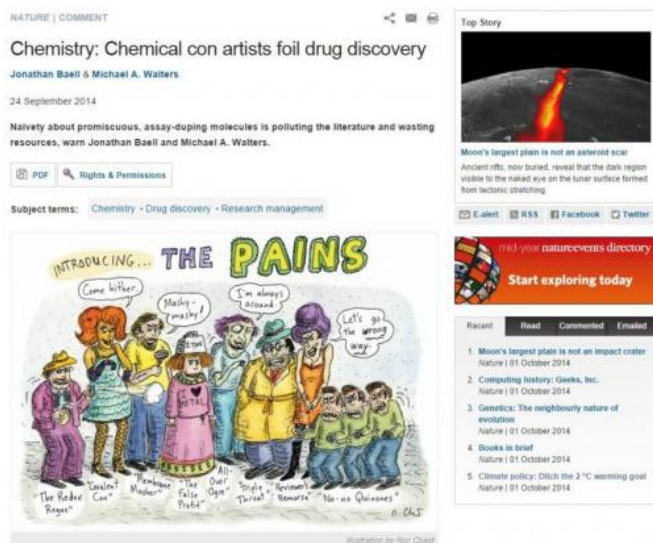 NATURE | COMMENT
Chemistry: Chemical con artists foil drug discovery
Jonathan Baell & Michael A. Walters
24 September 2014
Naivety about promiscuous, assay-duping molecules is polluting the literature and wasting
resources, warn Jonathan Baell and Michael A. Walters.
PDF
Rights & Permissions
Subject terms: Chemistry • Drug discovery • Research management
INTRODUCING... THE PAINS
Come hither.
Mashy-
mashy!
I'm always
around.
Let's go
the wrong
way.
I
♥
METAL
"The Redox
Rogue"
"Covalent
Con"
"Membrane
Masher"
"The
False
Profit"
"All-
Over
Ogre"
"Triple
Threat"
"Reviewer's
Remorse"
"No-no Quinones"
Illustration by Roz Chast
Top Story
Moon's largest plain is not an asteroid scar
Ancient rifts, now buried, reveal that the dark region
visible to the naked eye on the lunar surface formed
from tectonic stretching.
E-alert
RSS
Facebook
Twitter
mid-year natureevents directory
Start exploring today
Recent
Read
Commented
Emailed
1. Moon's largest plain is not an impact crater
Nature | 01 October 2014
2. Computing history: Geeks, Inc.
Nature | 01 October 2014
3. Genetics: The neighbourly nature of
evolution
Nature | 01 October 2014
4. Books in brief
Nature | 01 October 2014
5. Climate policy: Ditch the 2 °C warming goal
Nature | 01 October 2014